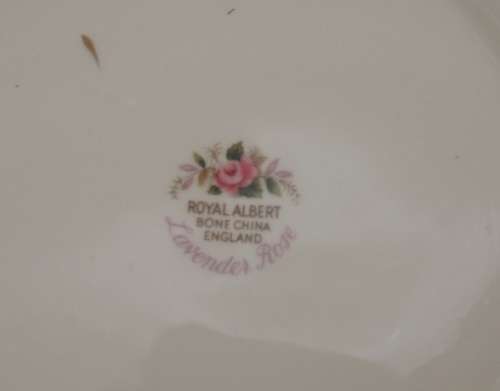 ROYAL ALBERT
BONE CHINA
ENGLAND
Lavender Rose